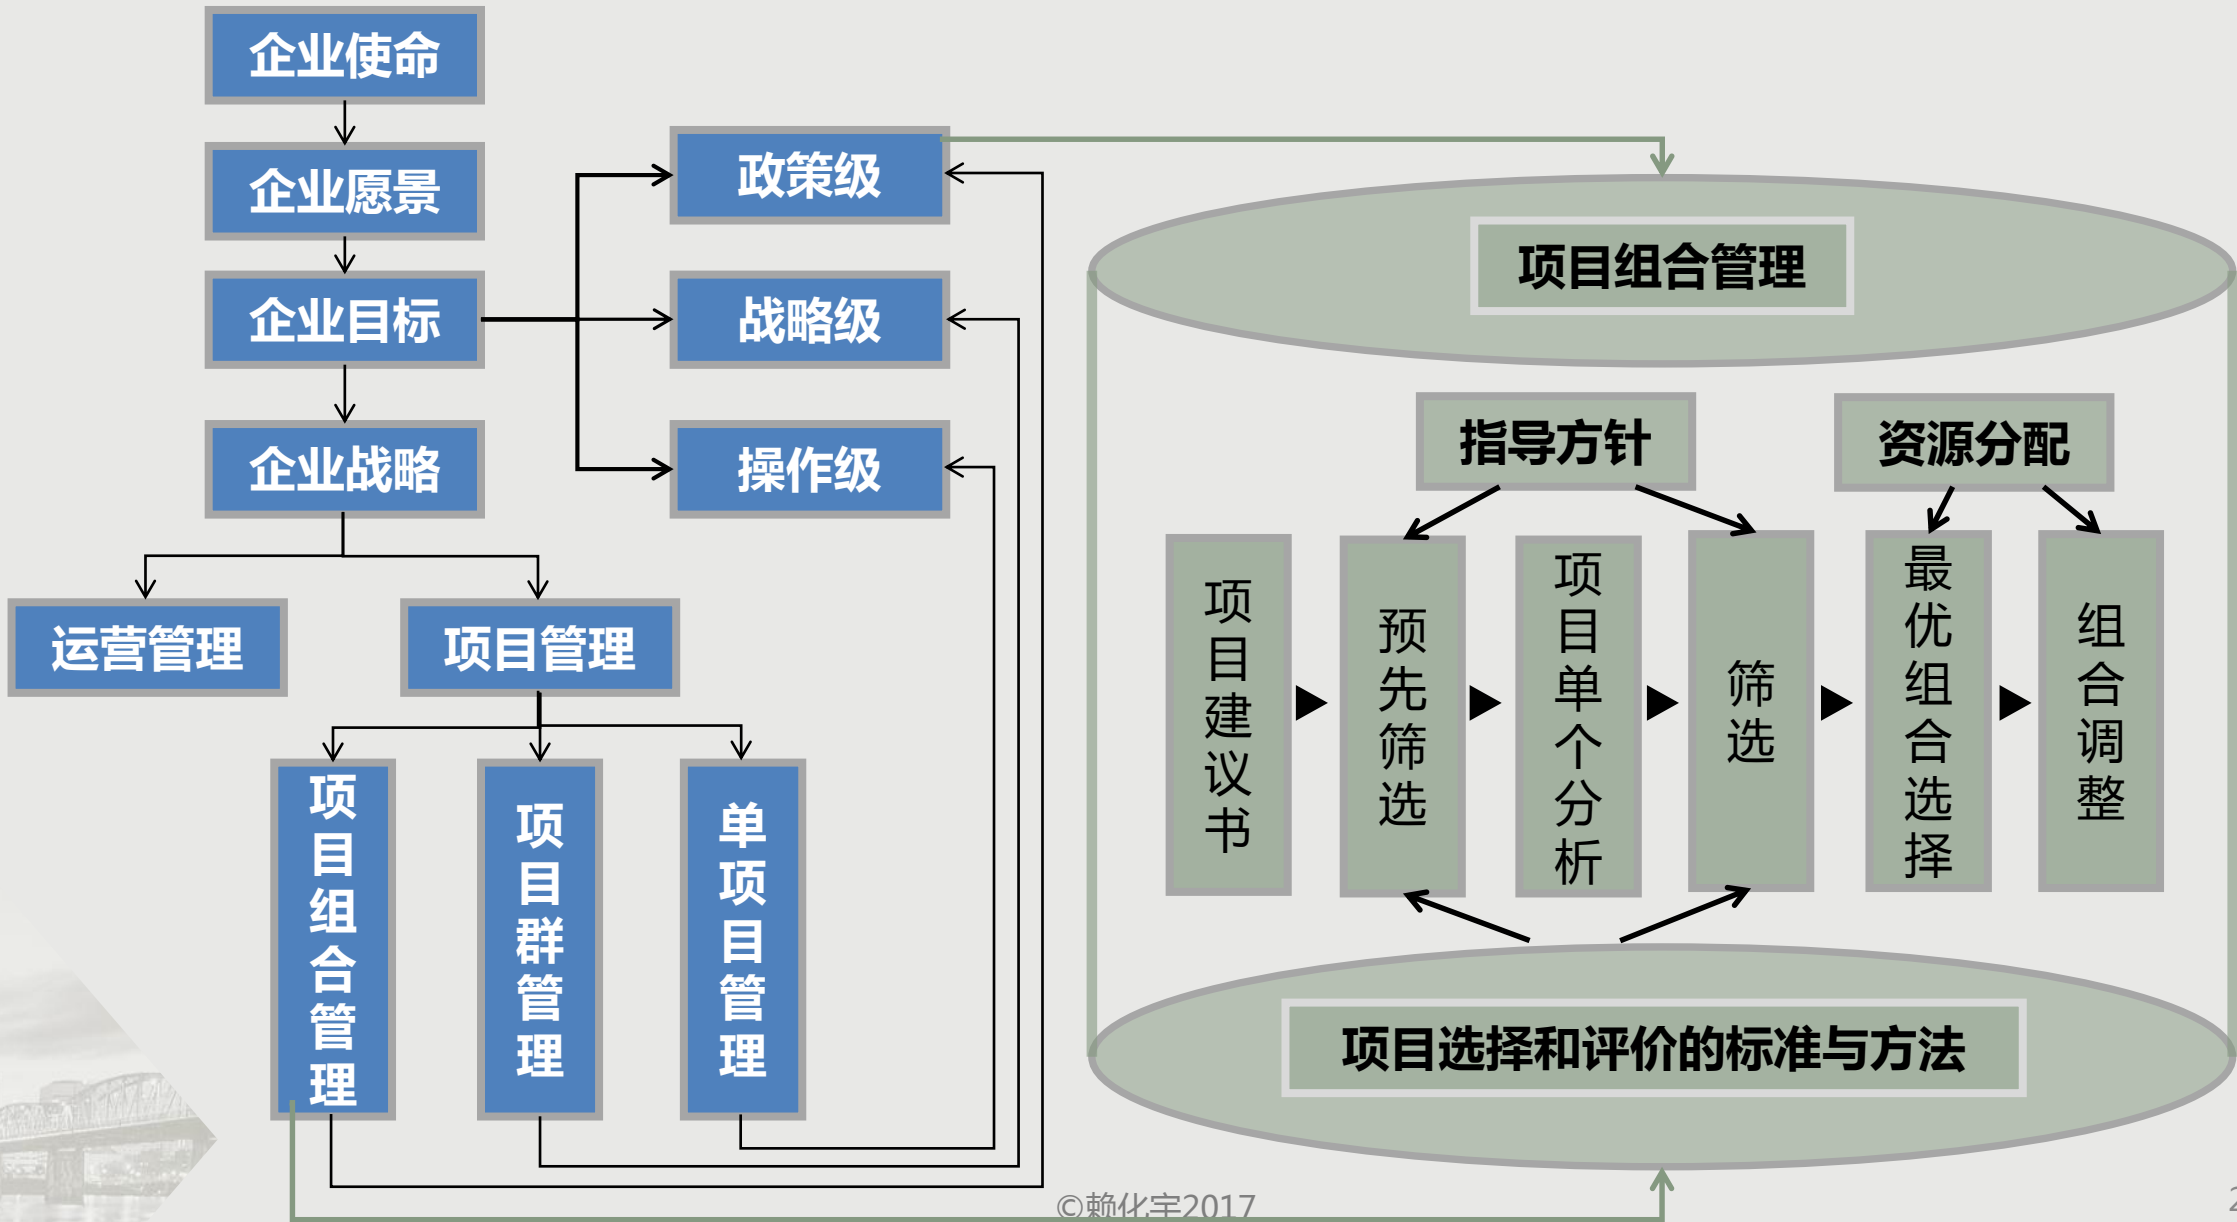 企业使命
企业愿景
企业目标
企业战略
运营管理
项目管理
项目组合管理
项目群管理
单项目管理
政策级
战略级
操作级
项目组合管理
指导方针
资源分配
项目建议书
预先筛选
项目单个分析
筛选
最优组合选择
组合调整
项目选择和评价的标准与方法
©赖化宇2017